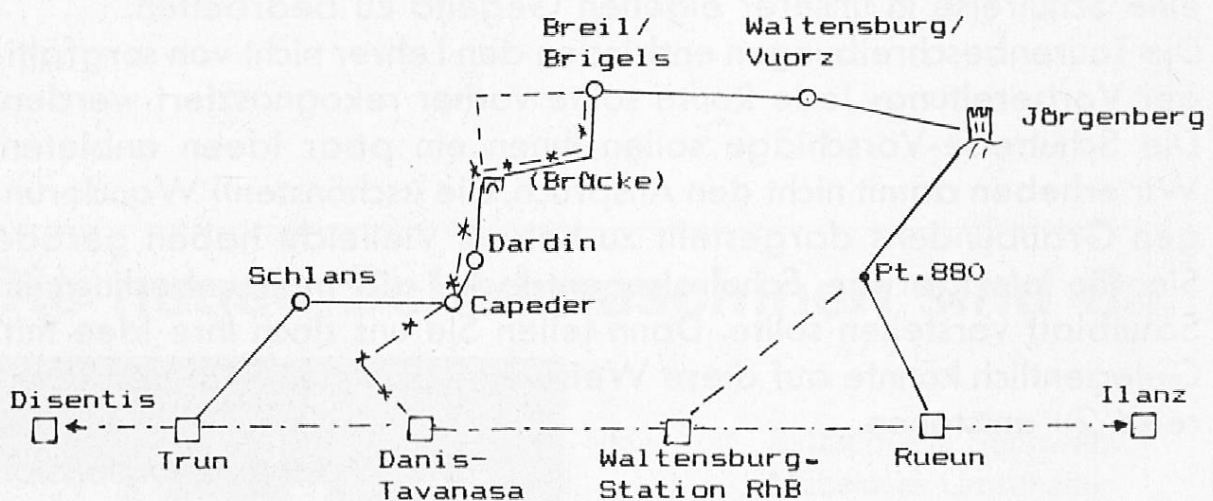 Breil/
Brigels
Waltensburg/
Vuorz
Jörgenberg
(Brücke)
Dardin
Schlans
Capeder
Pt.880
Disentis
Ilanz
Trun
Danis-
Tavanasa
Waltensburg-
Station RhB
Rueun